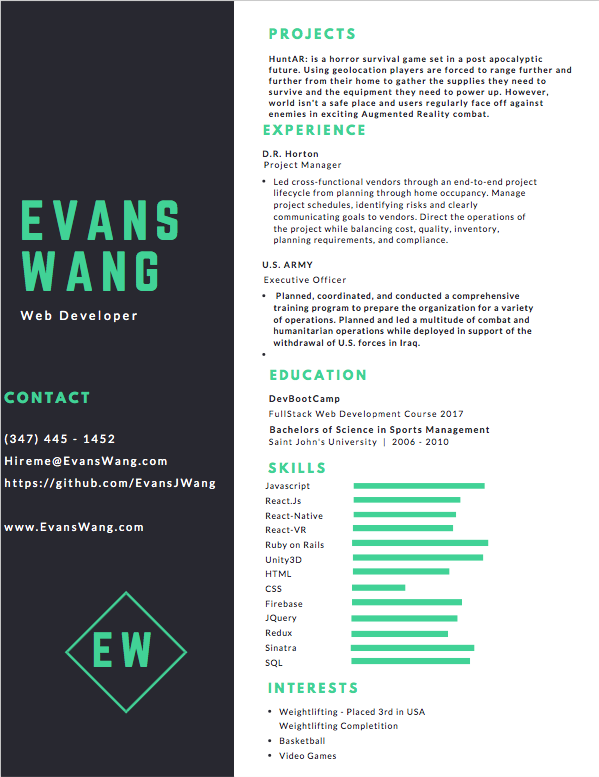 EVANS
WANG
Web Developer
CONTACT
(347) 445 - 1452
Hireme@EvansWang.com
https://github.com/EvansJWang
www.EvansWang.com
EW
PROJECTS
HuntAR: is a horror survival game set in a post apocalyptic
future. Using geolocation players are forced to range further and
further from their home to gather the supplies they need to
survive and the equipment they need to power up. However,
world isn't a safe place and users regularly face off against
enemies in exciting Augmented Reality combat.
EXPERIENCE
D.R. Horton
Project Manager
• Led cross-functional vendors through an end-to-end project
lifecycle from planning through home occupancy. Manage
project schedules, identifying risks and clearly
communicating goals to vendors. Direct the operations of
the project while balancing cost, quality, inventory,
planning requirements, and compliance.
U.S. ARMY
Executive Officer
• Planned, coordinated, and conducted a comprehensive
training program to prepare the organization for a variety
of operations. Planned and led a multitude of combat and
humanitarian operations while deployed in support of the
withdrawal of U.S. forces in Iraq.
•
EDUCATION
DevBootCamp
FullStack Web Development Course 2017
Bachelors of Science in Sports Management
Saint John's University | 2006 - 2010
SKILLS
Javascript
React.Js
React-Native
React-VR
Ruby on Rails
Unity3D
HTML
CSS
Firebase
JQuery
Redux
Sinatra
SQL
INTERESTS
• Weightlifting - Placed 3rd in USA
Weightlifting Completition
• Basketball
• Video Games